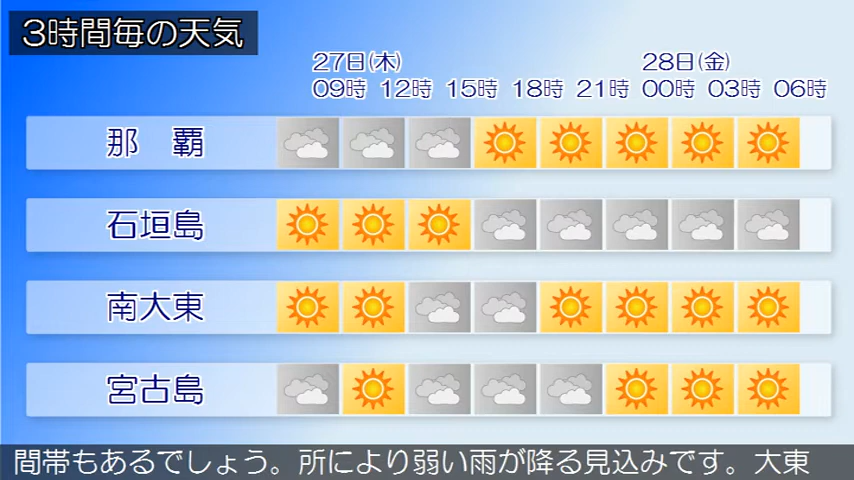 3時間毎の天気
27日(木) 28日(金)
09時 12時 15時 18時 21時 00時 03時 06時
那 覇
石垣島
南大東
宮古島
間帯もあるでしょう。所により弱い雨が降る見込みです。大東